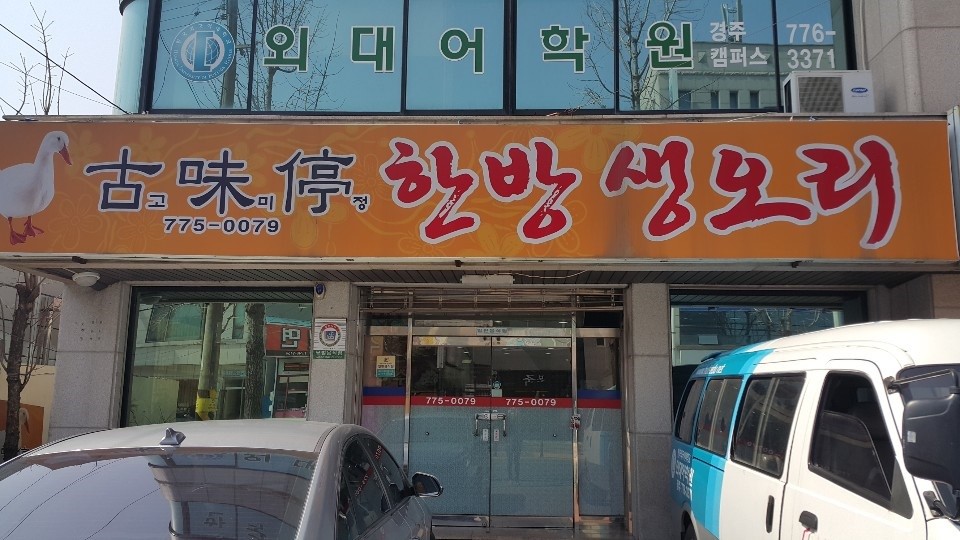 외대어학원
경주 캠퍼스
776-3371
古味停 한방 생오리
고미정
775-0079
775-0079 775-0079